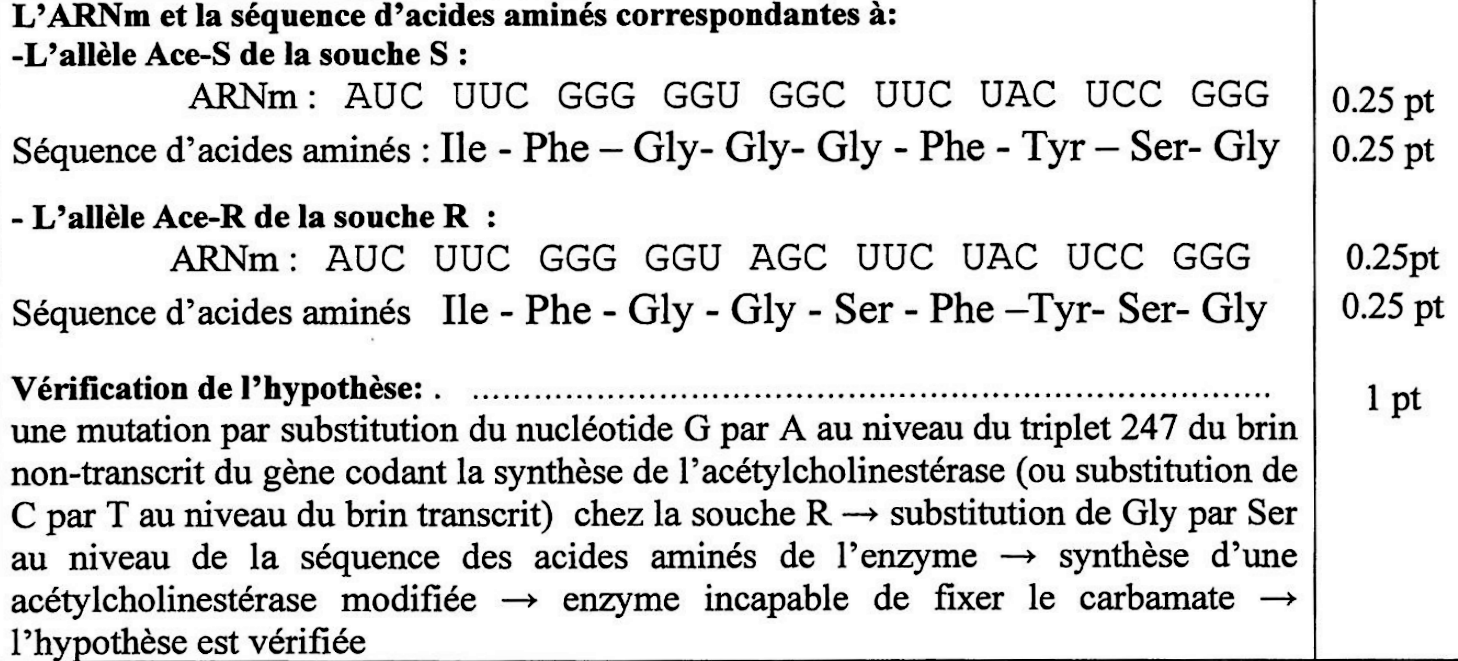 L’ARNm et la séquence d’acides aminés correspondantes à:
-L’allèle Ace-S de la souche S :
ARNm : AUC UUC GGG GGU GGC UUC UAC UCC GGG 0.25 pt
Séquence d’acides aminés : Ile - Phe – Gly- Gly- Gly - Phe - Tyr – Ser- Gly 0.25 pt
- L’allèle Ace-R de la souche R :
ARNm : AUC UUC GGG GGU AGC UUC UAC UCC GGG 0.25pt
Séquence d’acides aminés Ile - Phe - Gly - Gly - Ser - Phe –Tyr- Ser- Gly 0.25 pt
Vérification de l’hypothèse: . ................................................................................ 1 pt
une mutation par substitution du nucléotide G par A au niveau du triplet 247 du brin
non-transcrit du gène codant la synthèse de l’acétylcholinestérase (ou substitution de
C par T au niveau du brin transcrit) chez la souche R → substitution de Gly par Ser
au niveau de la séquence des acides aminés de l’enzyme → synthèse d’une
acétylcholinestérase modifiée → enzyme incapable de fixer le carbamate →
l’hypothèse est vérifiée